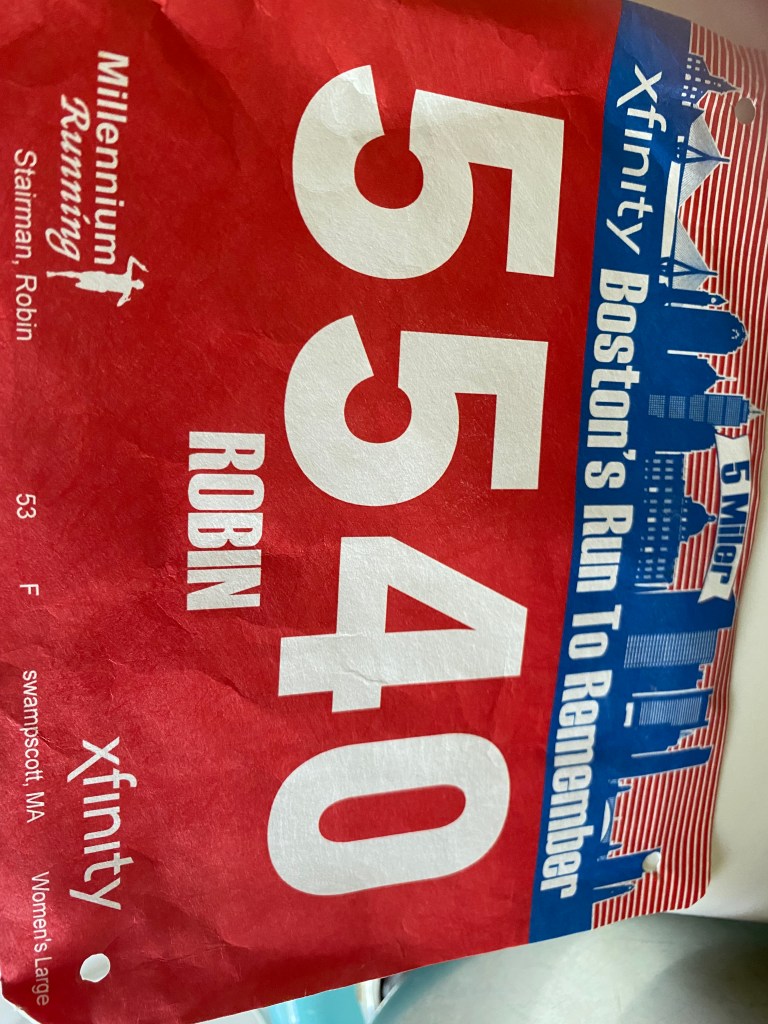 5 Miler
xfinity Boston's Run To Remember
5540
ROBIN
Millennium
Running
xfinity
Stairman, Robin 53 F swampscott, MA Women's Large